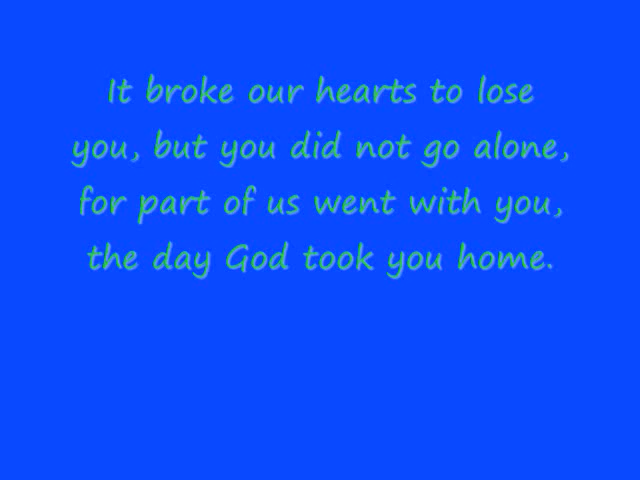 It broke our hearts to lose
you, but you did not go alone,
for part of us went with you,
the day God took you home.